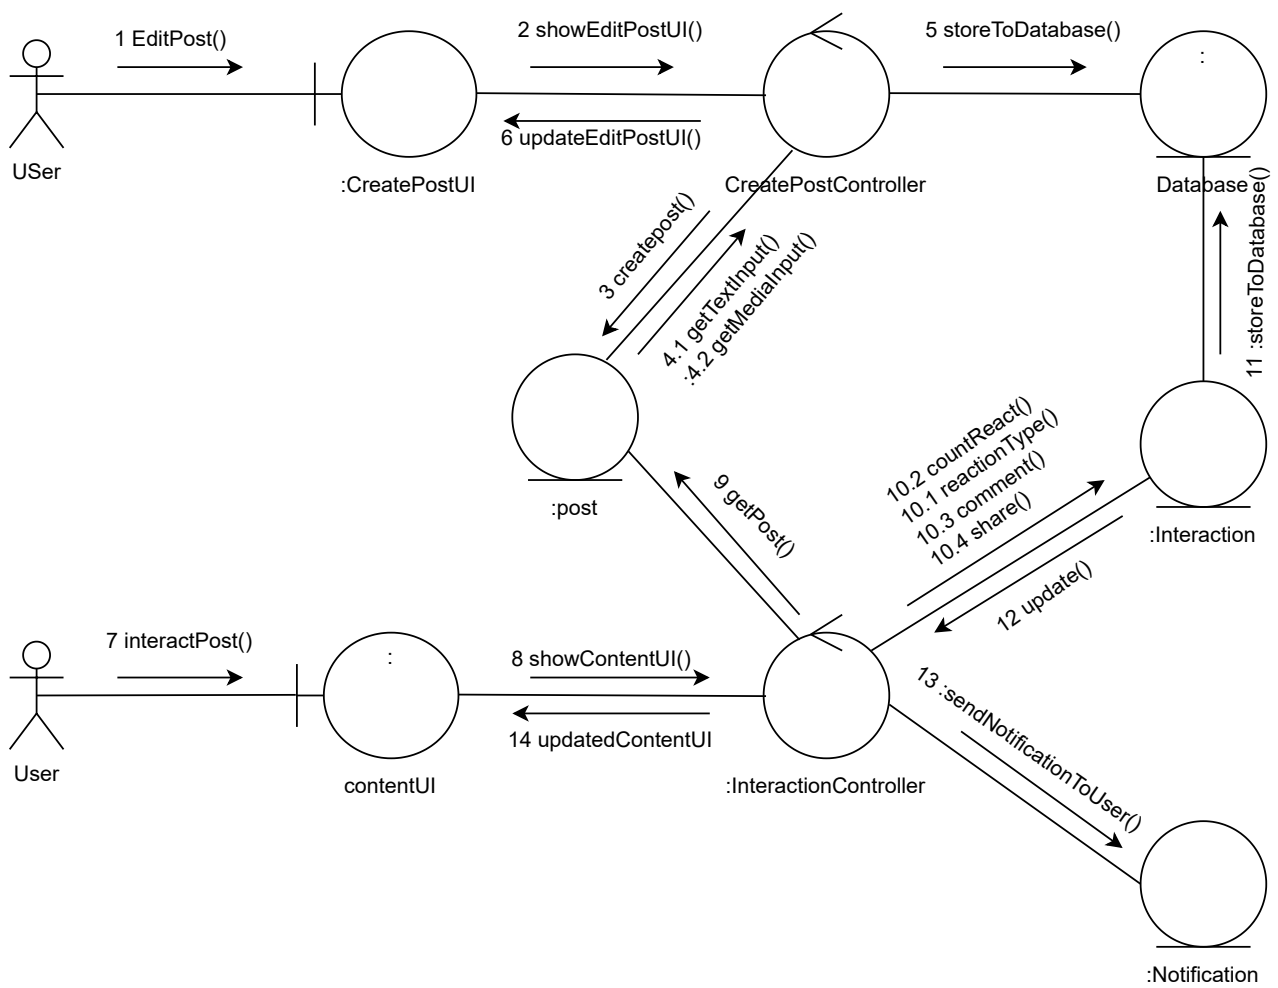 1 EditPost()
2 showEditPostUI()
5 storeToDatabase()
:
6 updateEditPostUI()
USer
:CreatePostUI
CreatePostController
Database
3 createpost()
4.1 getTextInput()
:4.2 getMediaInput()
11 :storeToDatabase()
:post
9 getPost()
10.2 countReact()
10.1 reactionType()
10.3 comment()
10.4 share()
:Interaction
12 update()
7 interactPost()
:
8 showContentUI()
14 updatedContentUI
User
contentUI
:InteractionController
13 :sendNotificationToUser()
:Notification